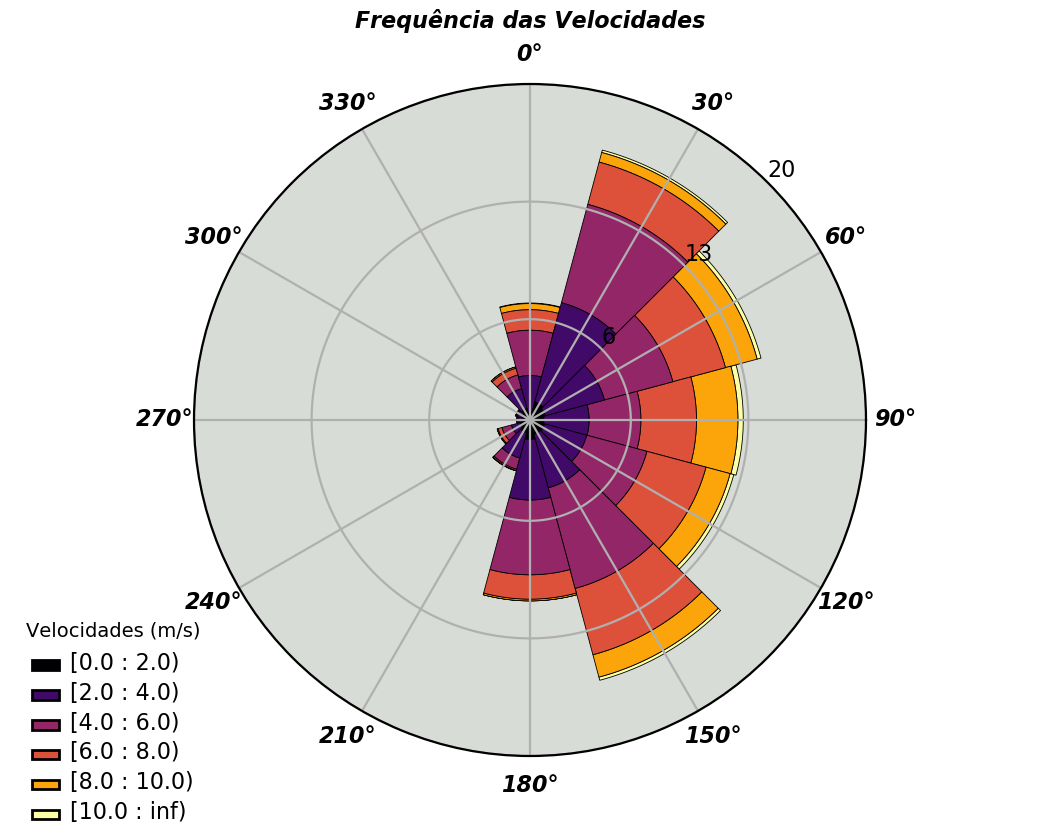 Frequência das Velocidades
0°
330°
30°
20
300°
60°
13
6
270°
90°
240°
120°
210°
150°
180°
Velocidades (m/s)
[0.0 : 2.0)
[2.0 : 4.0)
[4.0 : 6.0)
[6.0 : 8.0)
[8.0 : 10.0)
[10.0 : inf)